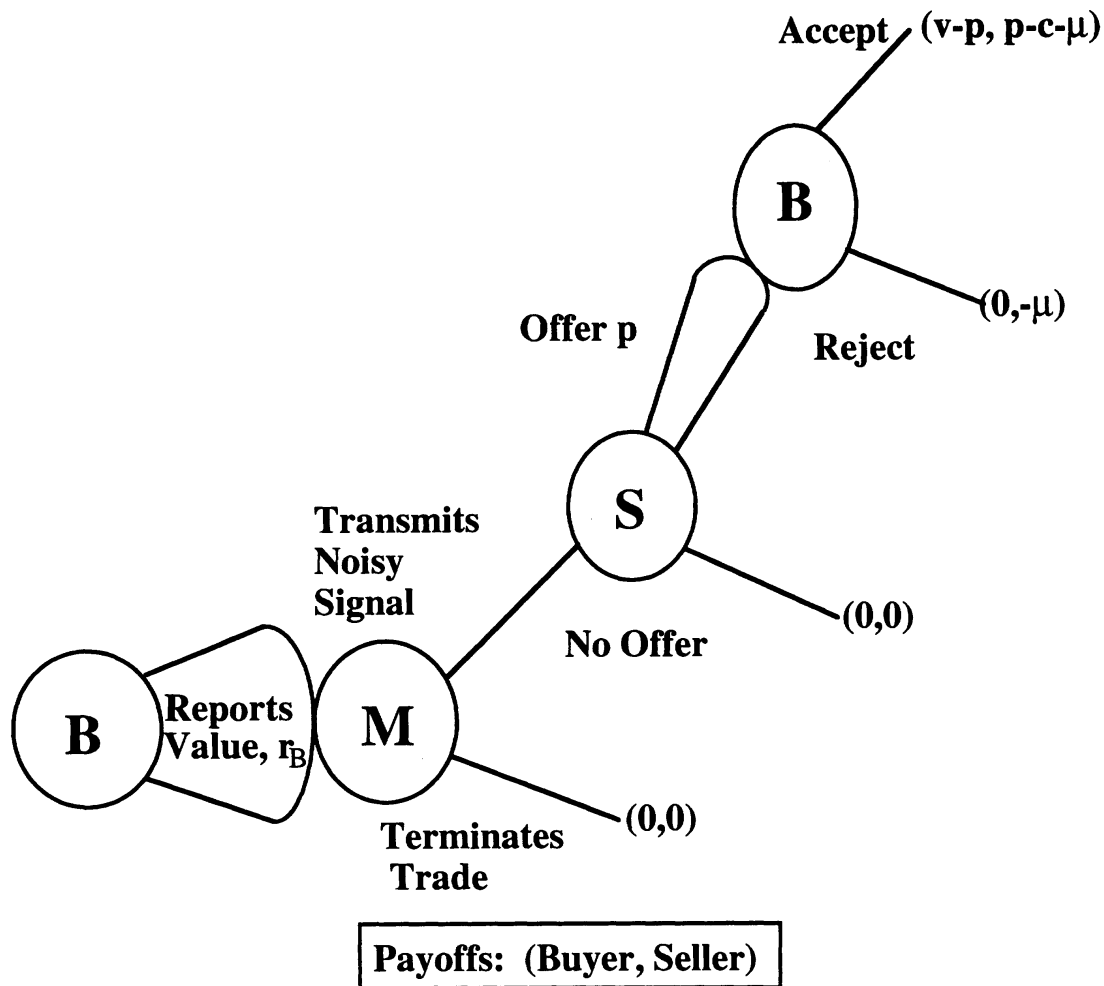 Accept
(v-p, p-c-μ)
B
(0,-μ)
Offer p
Reject
S
Transmits
Noisy
Signal
(0,0)
No Offer
B
Reports
Value, rB
M
(0,0)
Terminates
Trade
Payoffs: (Buyer, Seller)